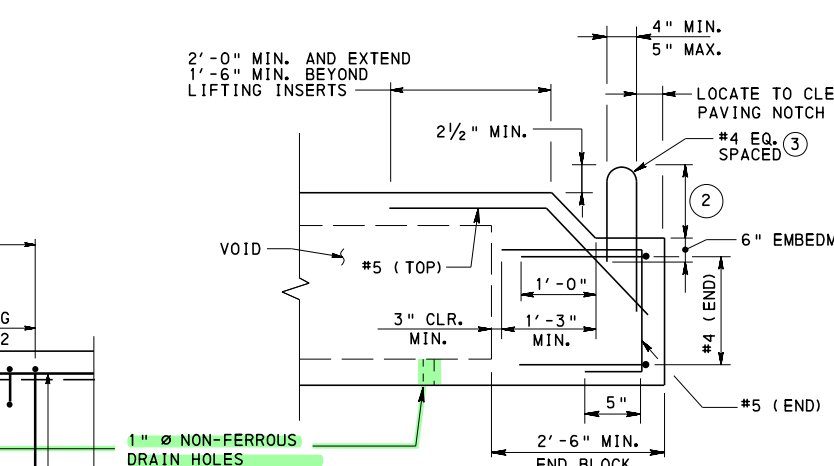 4" MIN.
5" MAX.
2'-0" MIN. AND EXTEND
1'-6" MIN. BEYOND
LIFTING INSERTS
LOCATE TO CLE
PAVING NOTCH
2½" MIN.
#4 EQ.
SPACED 3
2
VOID
#5 (TOP)
6" EMBEDM
1'-0"
#4 (END)
G
2
3" CLR.
MIN.
1'-3"
MIN.
5"
#5 (END)
1" Ø NON-FERROUS
DRAIN HOLES
2'-6" MIN.
END BLOCK